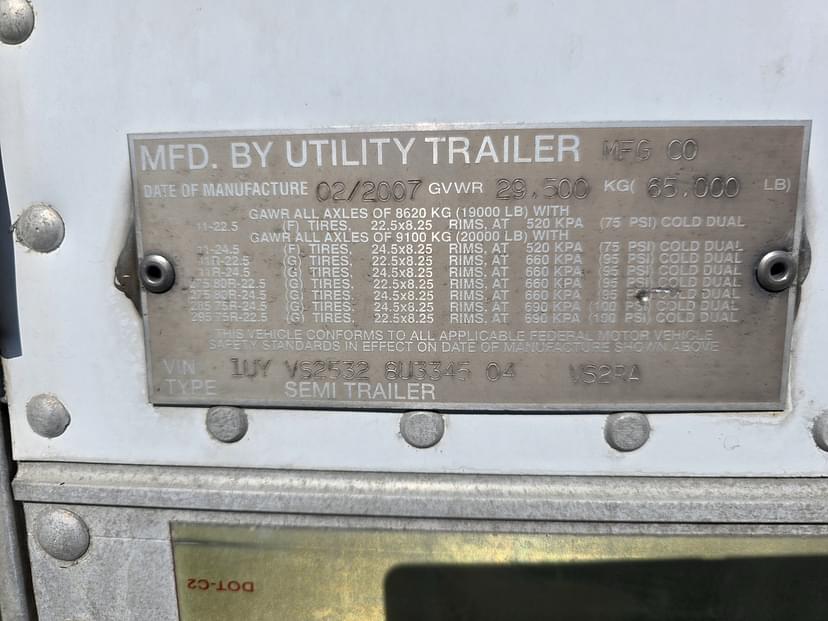 MFD. BY UTILITY TRAILER MFG CO
DATE OF MANUFACTURE 02/2007 GVWR 29,500 KG( 65,000 LB)
GAWR ALL AXLES OF 8620 KG (19000 LB) WITH
11-22.5 (F) TIRES, 22.5x8.25 RIMS, AT 520 KPA (75 PSI) COLD DUAL
GAWR ALL AXLES OF 9100 KG (20000 LB) WITH
11-24.5 (F) TIRES, 24.5x8.25 RIMS, AT 520 KPA (75 PSI) COLD DUAL
11R-22.5 (G) TIRES, 22.5x8.25 RIMS, AT 660 KPA (95 PSI) COLD DUAL
11R-24.5 (G) TIRES, 24.5x8.25 RIMS, AT 660 KPA (95 PSI) COLD DUAL
275 80R-22.5 (G) TIRES, 22.5x8.25 RIMS, AT 660 KPA (95 PSI) COLD DUAL
275 80R-24.5 (G) TIRES, 24.5x8.25 RIMS, AT 660 KPA (95 COLD DUAL
285 75R-24.5 (G) TIRES, 24.5x8.25 RIMS, AT 690 KPA (100 PSI) COLD DUAL
295 75R-22.5 (G) TIRES, 22.5x8.25 RIMS, AT 690 KPA (100 PSI) COLD DUAL
THIS VEHICLE CONFORMS TO ALL APPLICABLE FEDERAL MOTOR VEHICLE
SAFETY STANDARDS IN EFFECT ON DATE OF MANUFACTURE SHOWN ABOVE
VIN 1UY VS2532 8U3345 04 VS2RA
TYPE SEMI TRAILER
DOT-C2